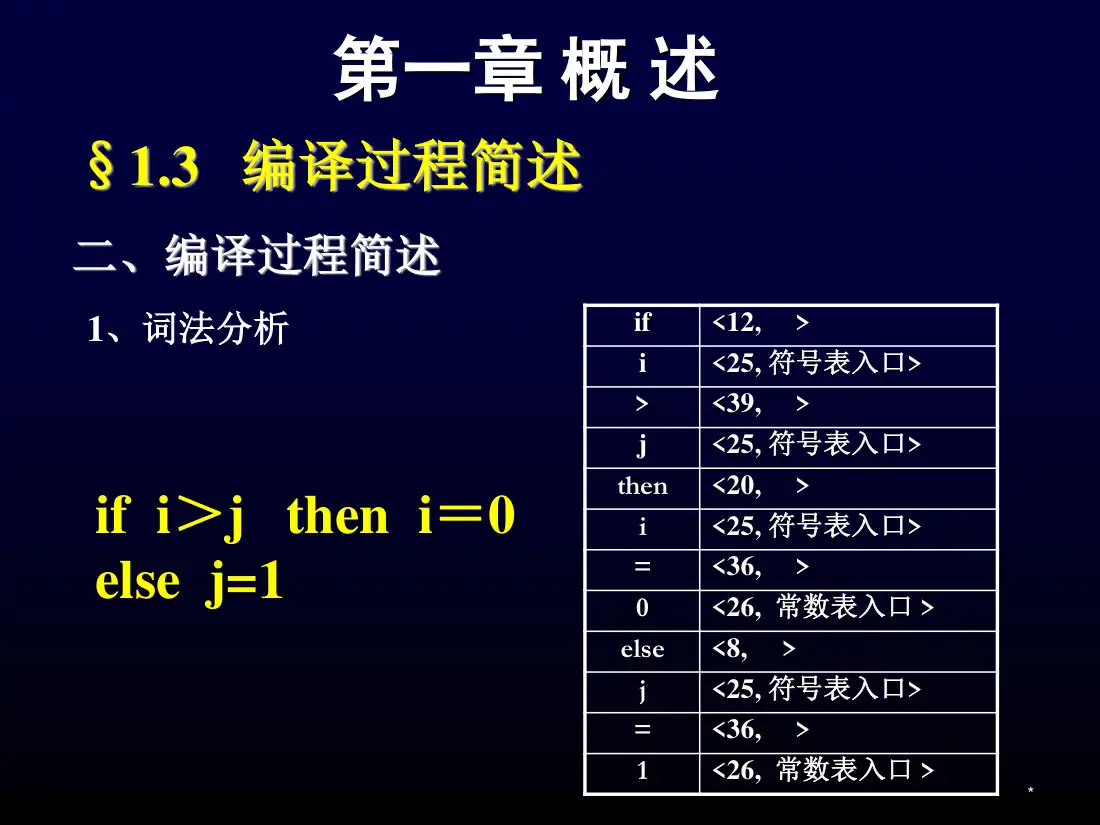 第一章 概 述
§1.3 编译过程简述
二、编译过程简述
1、词法分析
if i＞j then i＝0
else j=1
if <12, >
i <25, 符号表入口>
> <39, >
j <25, 符号表入口>
then <20, >
i <25, 符号表入口>
= <36, >
0 <26, 常数表入口 >
else <8, >
j <25, 符号表入口>
= <36, >
1 <26, 常数表入口 >
*